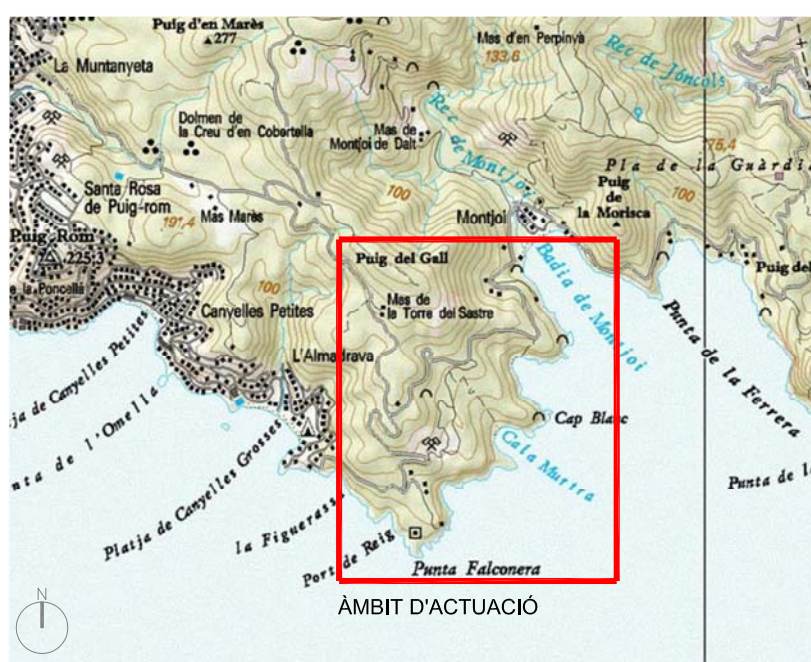 Puig d'en Marès
277
La Muntanyeta
Mas d'en Perpinyà
133,6
Rec de Jóncols
Dolmen de
la Creu d'en Cobertella
Mas de
Montjoi de Dalt
Rec de Montjoi
75,4
Pla de la Guàrdi
Santa Rosa
de Puig-rom
191,4
Mas Marès
100
Montjoi
Puig
de
la Morisca
100
Puig Rom
225,3
e la Poncella
Puig del Gall
Badia de Montjoi
Puig del
100
Canyelles Petites
Mas de
la Torre del Sastre
L'Almadrava
Punta de la Ferrera
ja de Canyelles Petites
nta de l'Omella
Cap Blanc
Cala Murtra
Platja de Canyelles Grosses
la Figuerassa
Punta de l
Port de Reig
Punta Falconera
N
ÀMBIT D'ACTUACIÓ